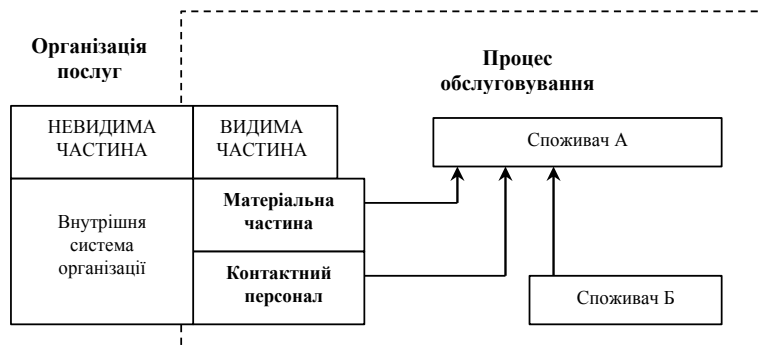 Організація
послуг
Процес
обслуговування
НЕВИДИМА
ЧАСТИНА
ВИДИМА
ЧАСТИНА
Споживач А
Внутрішня
система
організації
Матеріальна
частина
Контактний
персонал
Споживач Б